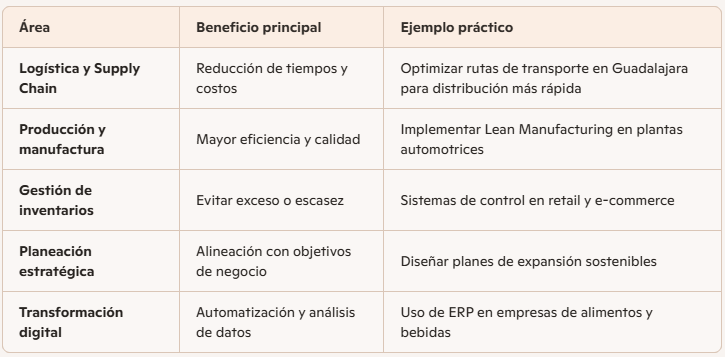 Área Beneficio principal Ejemplo práctico
Logística y Supply
Chain
Reducción de tiempos y
costos
Optimizar rutas de transporte en Guadalajara
para distribución más rápida
Producción y
manufactura
Mayor eficiencia y calidad
Implementar Lean Manufacturing en plantas
automotrices
Gestión de
inventarios
Evitar exceso o escasez
Sistemas de control en retail y e-commerce
Planeación
estratégica
Alineación con objetivos
de negocio
Diseñar planes de expansión sostenibles
Transformación
digital
Automatización y análisis
de datos
Uso de ERP en empresas de alimentos y
bebidas